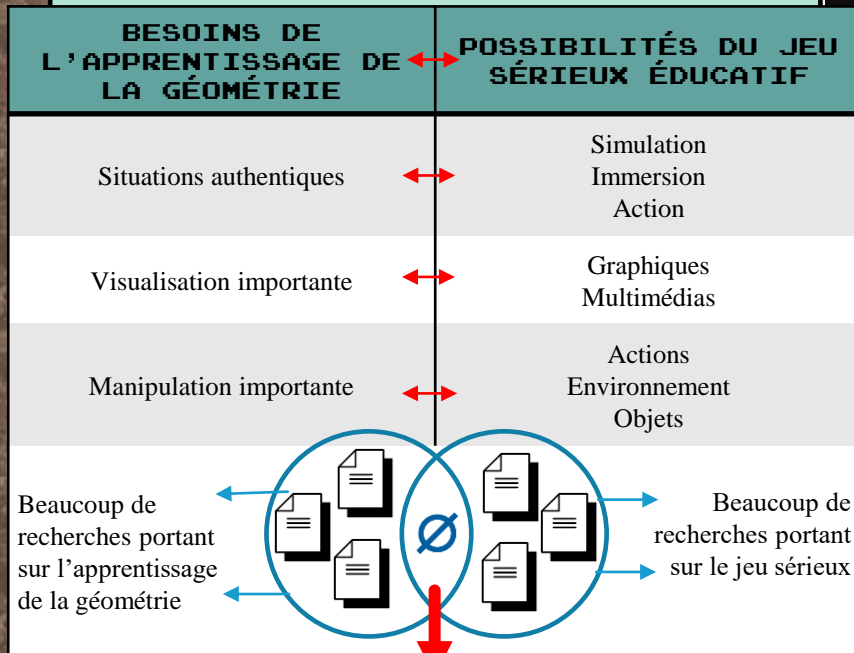 BESOINS DE
L'APPRENTISSAGE DE
LA GÉOMÉTRIE
POSSIBILITÉS DU JEU
SÉRIEUX ÉDUCATIF
Situations authentiques
Simulation
Immersion
Action
Visualisation importante
Graphiques
Multimédias
Manipulation importante
Actions
Environnement
Objets
Beaucoup de
recherches portant
sur l'apprentissage
de la géométrie
Ø
Beaucoup de
recherches portant
sur le jeu sérieux